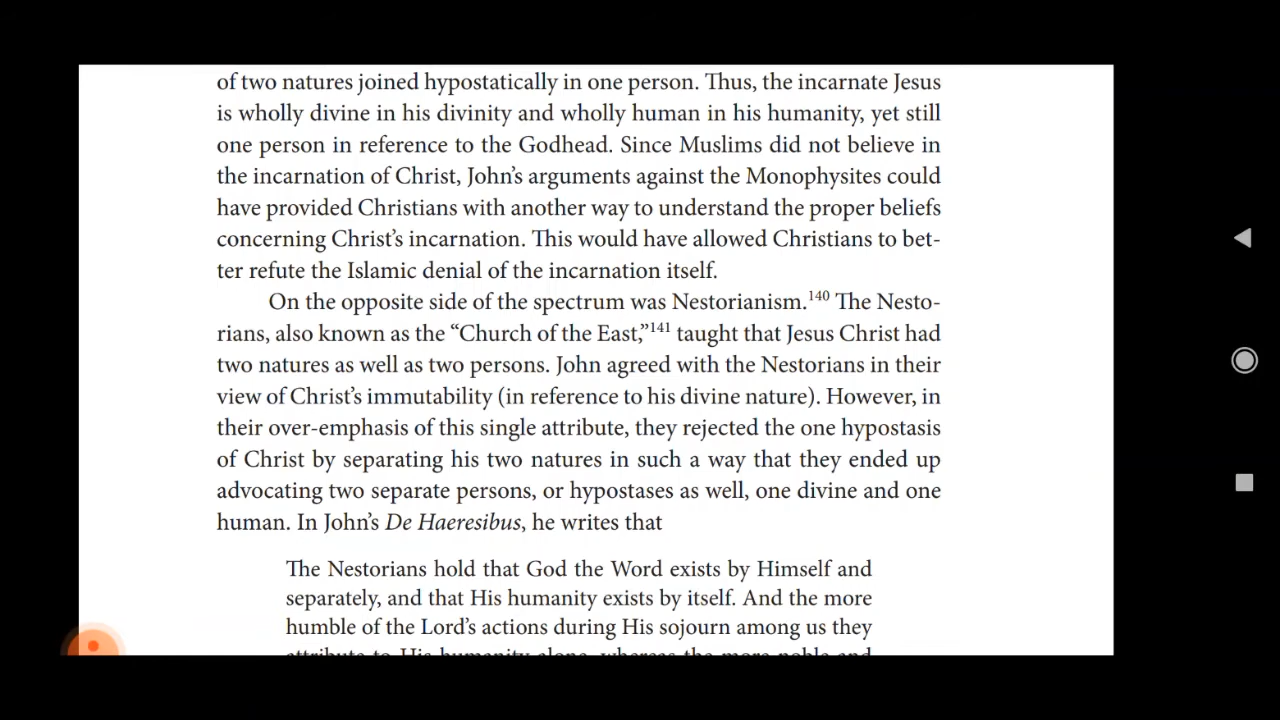 of two natures joined hypostatically in one person. Thus, the incarnate Jesus
is wholly divine in his divinity and wholly human in his humanity, yet still
one person in reference to the Godhead. Since Muslims did not believe in
the incarnation of Christ, John’s arguments against the Monophysites could
have provided Christians with another way to understand the proper beliefs
concerning Christ’s incarnation. This would have allowed Christians to bet-
ter refute the Islamic denial of the incarnation itself.
On the opposite side of the spectrum was Nestorianism.140 The Nesto-
rians, also known as the “Church of the East,”141 taught that Jesus Christ had
two natures as well as two persons. John agreed with the Nestorians in their
view of Christ’s immutability (in reference to his divine nature). However, in
their over-emphasis of this single attribute, they rejected the one hypostasis
of Christ by separating his two natures in such a way that they ended up
advocating two separate persons, or hypostases as well, one divine and one
human. In John’s De Haeresibus, he writes that
The Nestorians hold that God the Word exists by Himself and
separately, and that His humanity exists by itself. And the more
humble of the Lord’s actions during His sojourn among us they
attribute to His humanity alone, whereas the more noble and